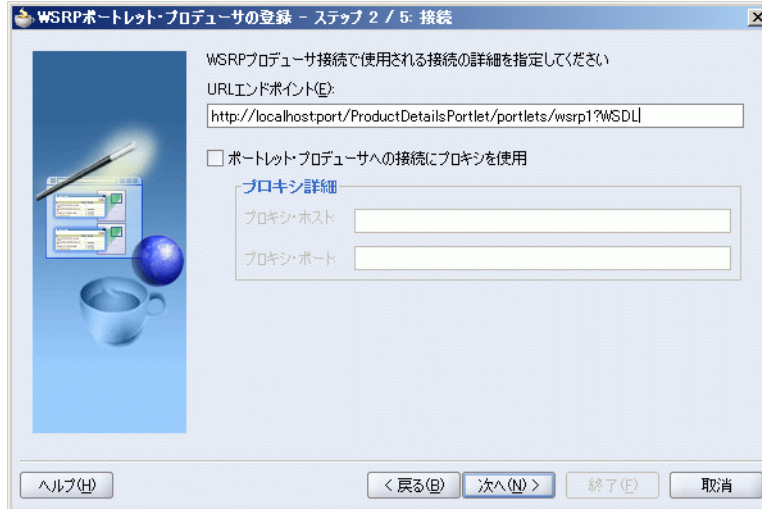 WSRPポートレット・プロデューサの登録 - ステップ 2 / 5: 接続
WSRPプロデューサ接続で使用される接続の詳細を指定してください
URLエンドポイント(E):
http://localhost:port/ProductDetailsPortlet/portlets/wsrp1?WSDL
ポートレット・プロデューサへの接続にプロキシを使用
プロキシ詳細
プロキシ・ホスト
プロキシ・ポート
ヘルプ(H)
< 戻る(B)
次へ(N) >
終了(F)
取消